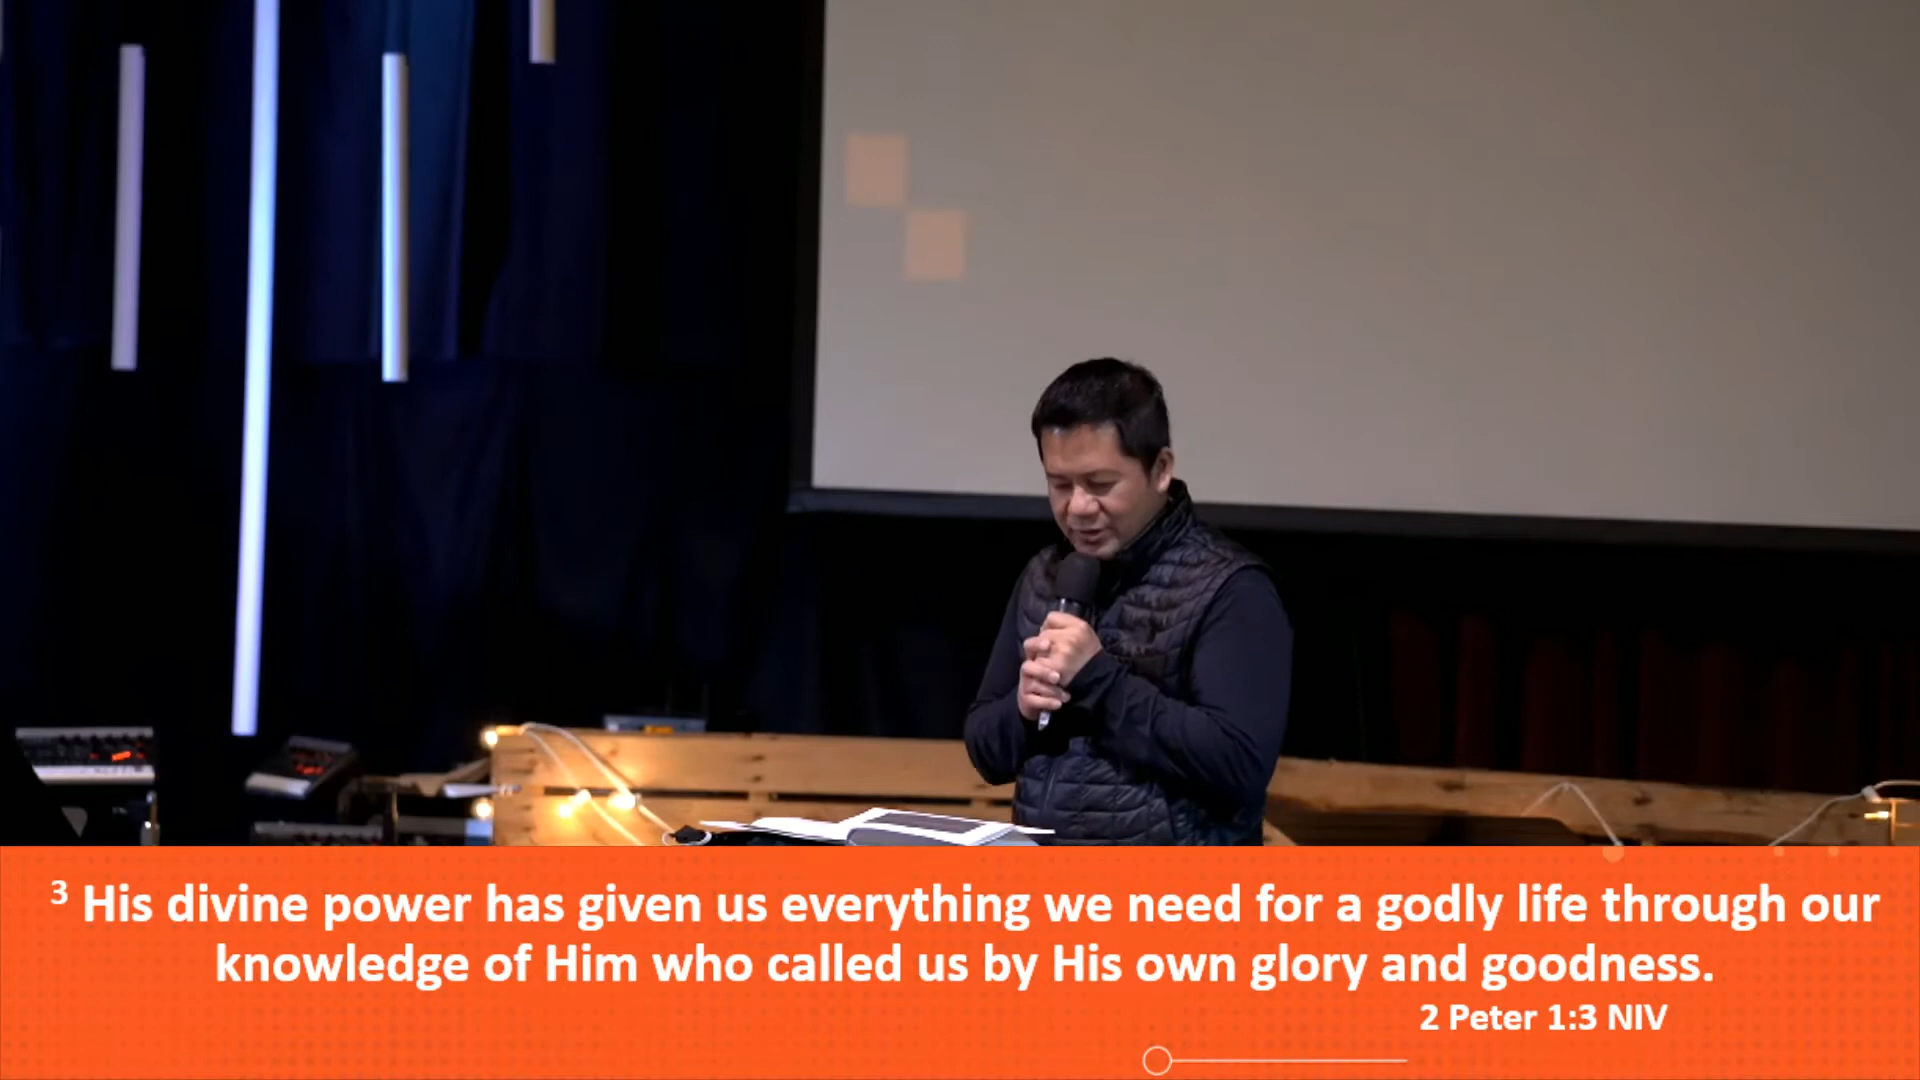 ³ His divine power has given us everything we need for a godly life through our
knowledge of Him who called us by His own glory and goodness.
2 Peter 1:3 NIV